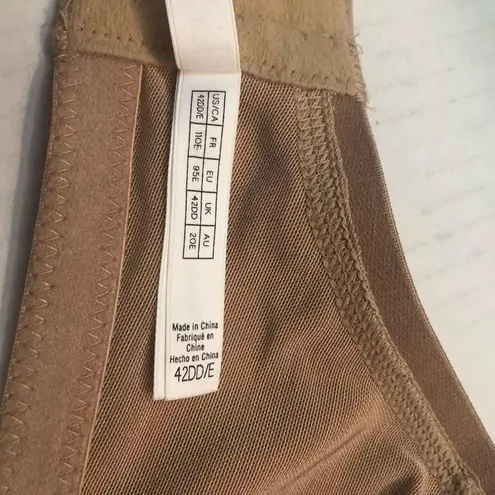 US/CA FR EU UK AU
42DD/E 110E 95E 42DD 20E
Made in China
Fabriqué en
Chine
Hecho en China
42DD/E